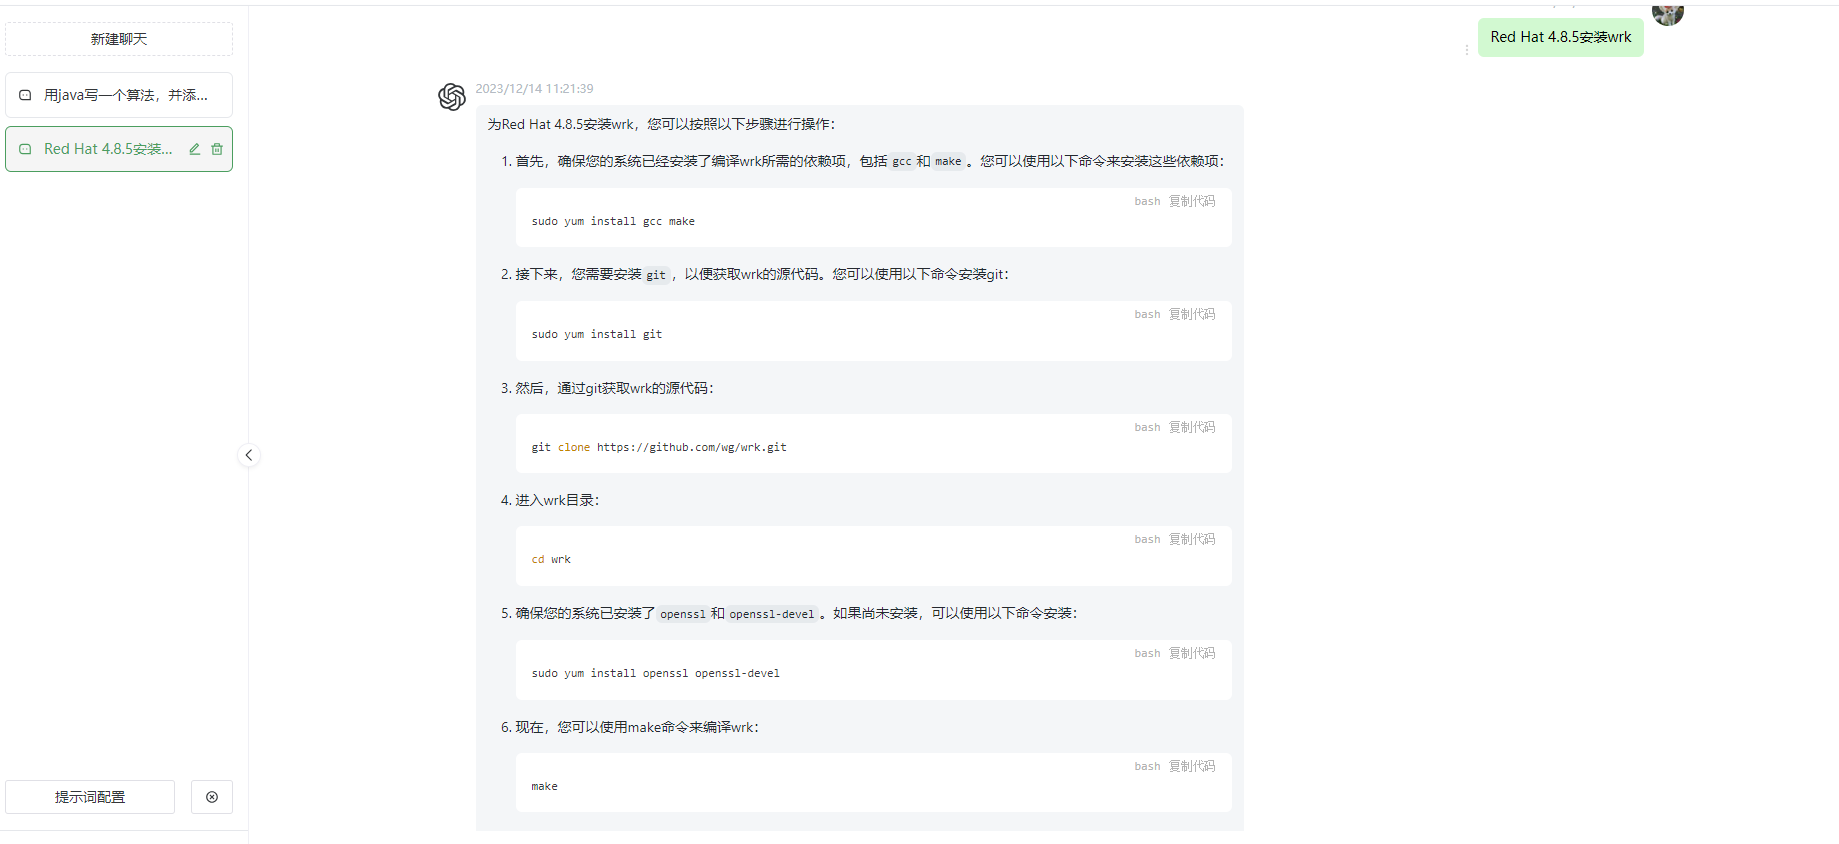 新建聊天
用java写一个算法，并添...
Red Hat 4.8.5安装...
提示词配置
Red Hat 4.8.5安装wrk
2023/12/14 11:21:39
为Red Hat 4.8.5安装wrk，您可以按照以下步骤进行操作：
1. 首先，确保您的系统已经安装了编译wrk所需的依赖项，包括 gcc 和 make 。您可以使用以下命令来安装这些依赖项：
bash 复制代码
sudo yum install gcc make
2. 接下来，您需要安装 git ，以便获取wrk的源代码。您可以使用以下命令安装git：
bash 复制代码
sudo yum install git
3. 然后，通过git获取wrk的源代码：
bash 复制代码
git clone https://github.com/wg/wrk.git
4. 进入wrk目录：
bash 复制代码
cd wrk
5. 确保您的系统已安装了 openssl 和 openssl-devel 。如果尚未安装，可以使用以下命令安装：
bash 复制代码
sudo yum install openssl openssl-devel
6. 现在，您可以使用make命令来编译wrk：
bash 复制代码
make